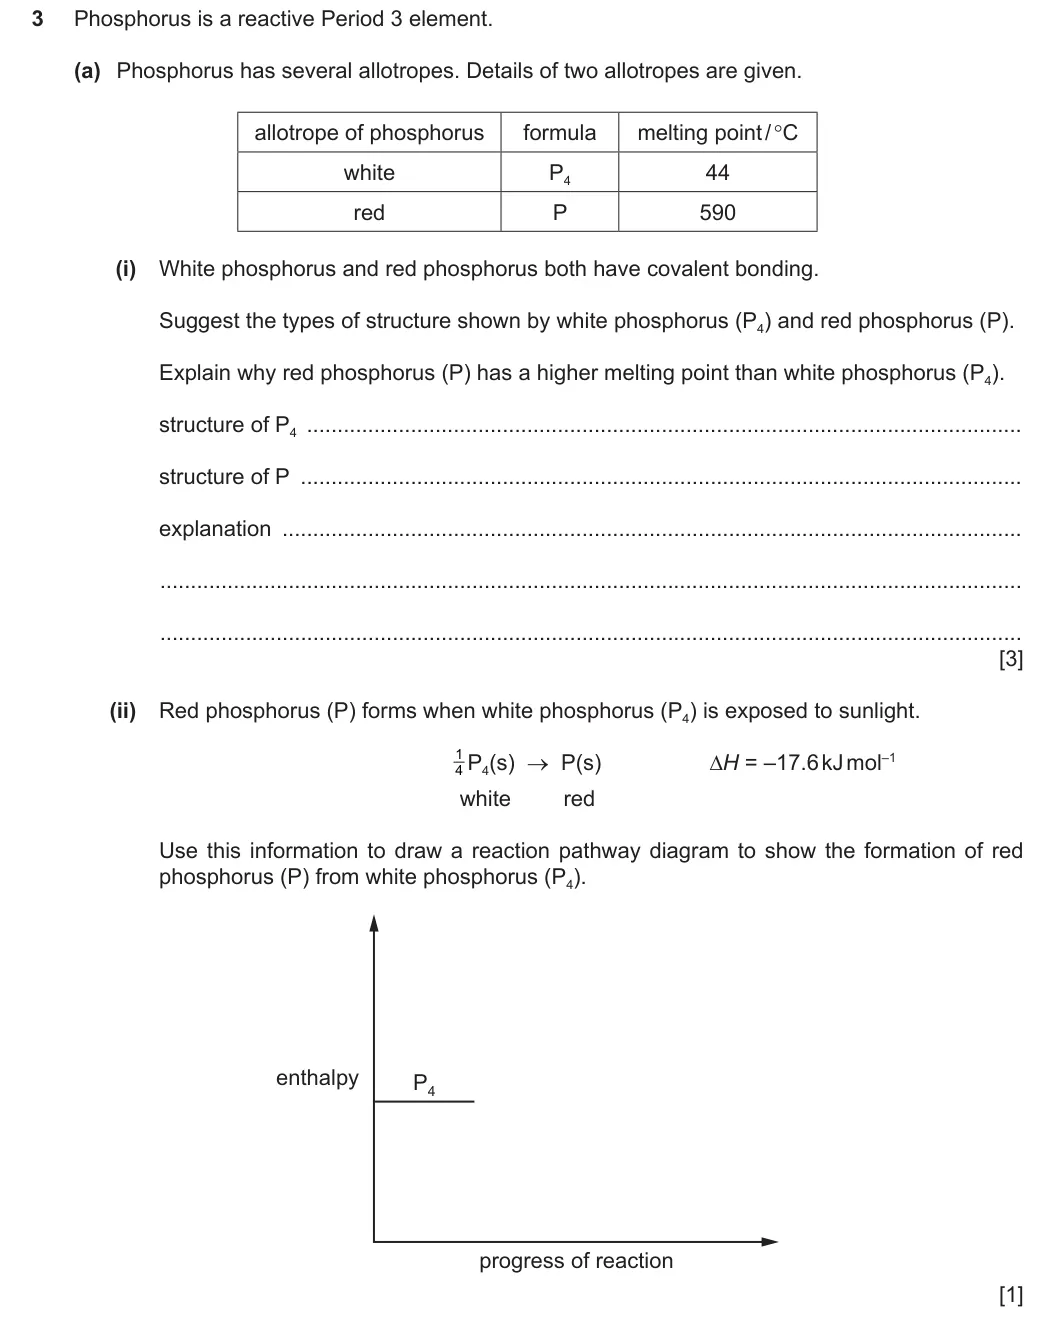 3 Phosphorus is a reactive Period 3 element.
(a) Phosphorus has several allotropes. Details of two allotropes are given.
allotrope of phosphorus formula melting point / °C
white P₄ 44
red P 590
(i) White phosphorus and red phosphorus both have covalent bonding.
Suggest the types of structure shown by white phosphorus (P₄) and red phosphorus (P).
Explain why red phosphorus (P) has a higher melting point than white phosphorus (P₄).
structure of P₄ ......................................................................................................................
structure of P .......................................................................................................................
explanation ..........................................................................................................................
..............................................................................................................................................
..............................................................................................................................................
[3]
(ii) Red phosphorus (P) forms when white phosphorus (P₄) is exposed to sunlight.
¼P₄(s) → P(s) ΔH = –17.6 kJ mol⁻¹
white red
Use this information to draw a reaction pathway diagram to show the formation of red
phosphorus (P) from white phosphorus (P₄).
enthalpy
P₄
progress of reaction
[1]